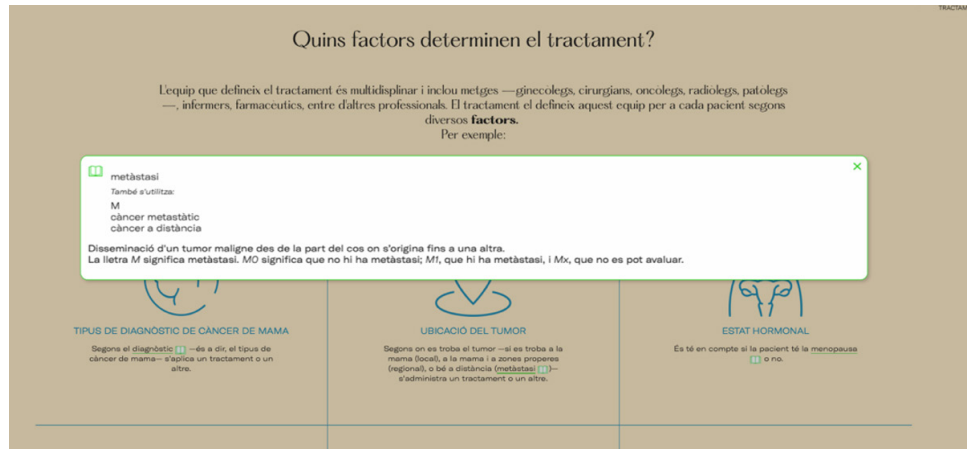 TRACTAM
Quins factors determinen el tractament?
L'equip que defineix el tractament és multidisplinar i inclou metges —ginecòlegs, cirurgians, oncòlegs, radiòlegs, patòlegs
—, infermers, farmacèutics, entre d'altres professionals. El tractament el defineix aquest equip per a cada pacient segons
diversos factors.
Per exemple:
metàstasi
També s'utilitza:
M
càncer metastàtic
càncer a distància
Disseminació d'un tumor maligne des de la part del cos on s'origina fins a una altra.
La lletra M significa metàstasi. M0 significa que no hi ha metàstasi; M1, que hi ha metàstasi, i Mx, que no es pot avaluar.
TIPUS DE DIAGNÒSTIC DE CÀNCER DE MAMA
Segons el diagnòstic —és a dir, el tipus de
càncer de mama— s'aplica un tractament o un
altre.
UBICACIÓ DEL TUMOR
Segons on es troba el tumor —si es troba a la
mama (local), a la mama i a zones properes
(regional), o bé a distància (metàstasi )—
s'administra un tractament o un altre.
ESTAT HORMONAL
És té en compte si la pacient té la menopausa
o no.